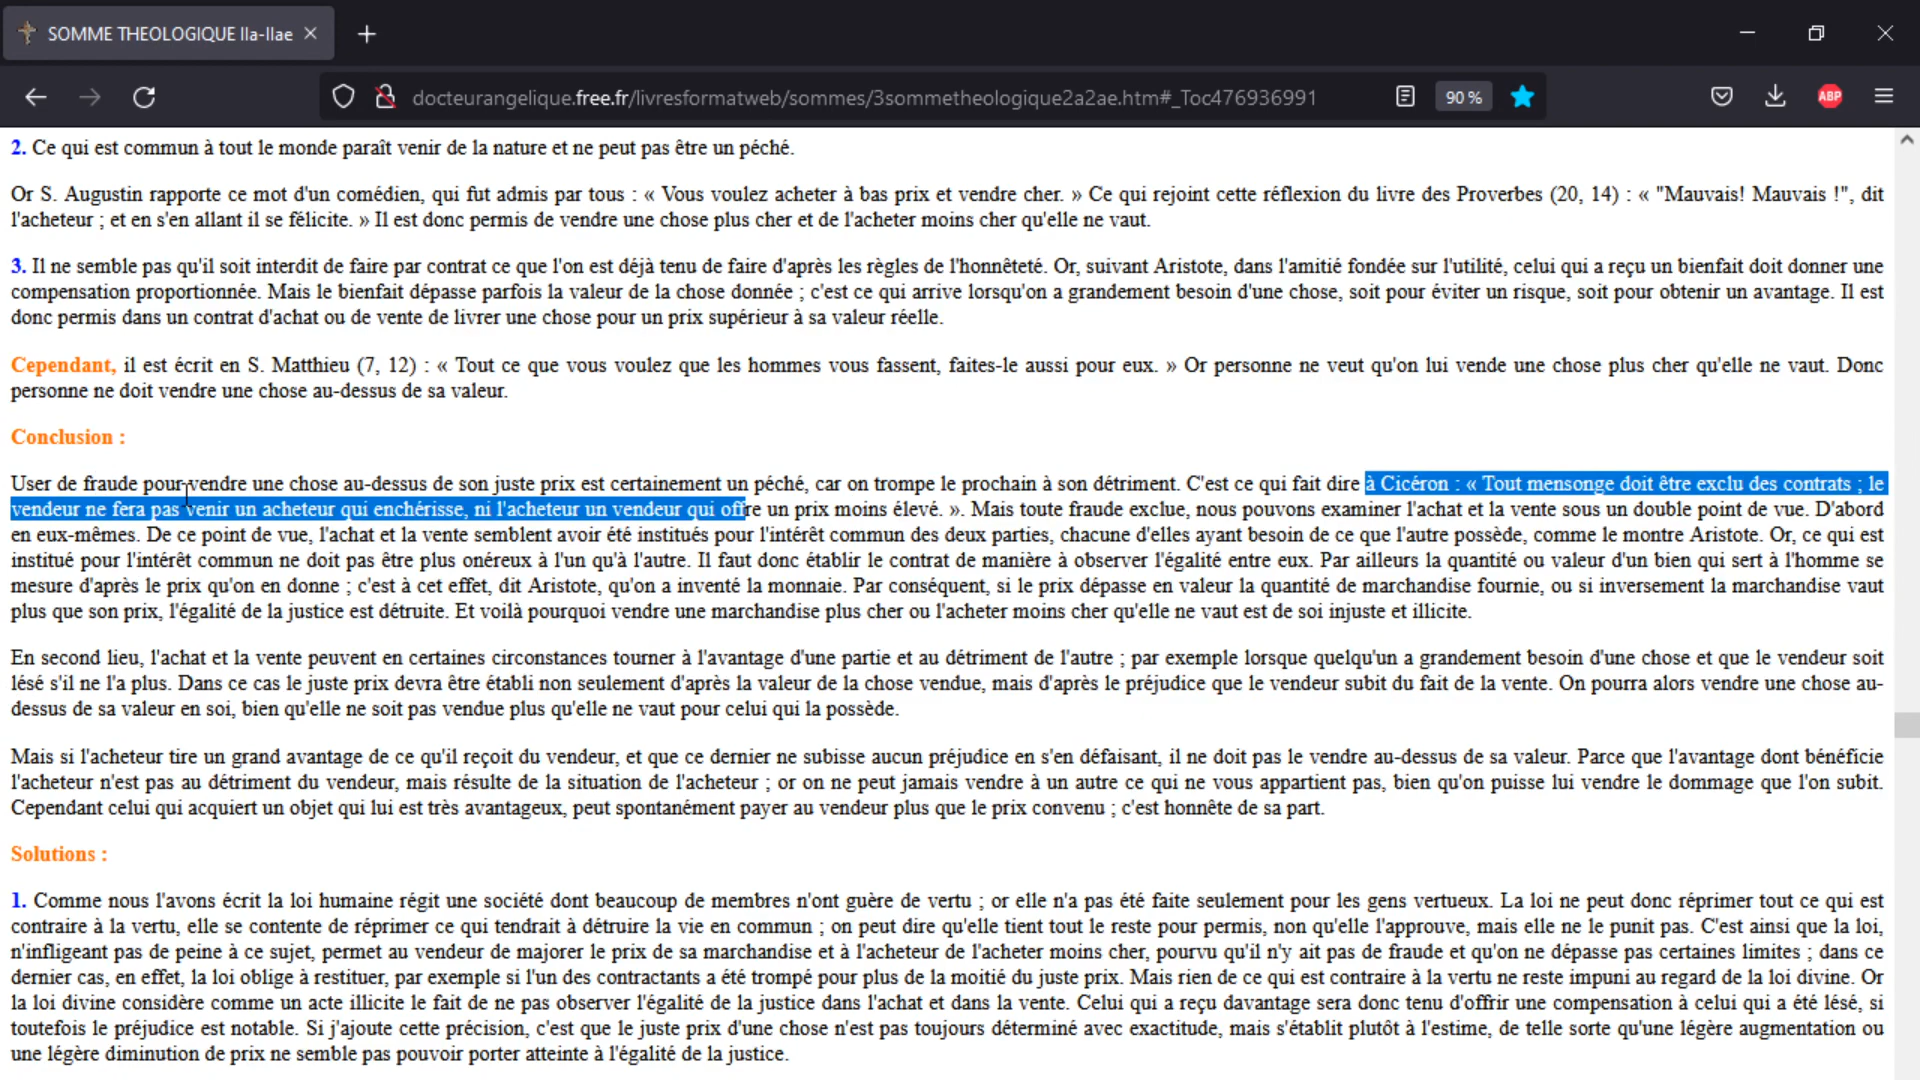 SOMME THEOLOGIQUE IIa-IIae
docteurangelique.free.fr/livresformatweb/sommes/3sommetheologique2a2ae.htm#_Toc476936991
90 %
ABP
2. Ce qui est commun à tout le monde paraît venir de la nature et ne peut pas être un péché.
Or S. Augustin rapporte ce mot d'un comédien, qui fut admis par tous : « Vous voulez acheter à bas prix et vendre cher. » Ce qui rejoint cette réflexion du livre des Proverbes (20, 14) : « "Mauvais! Mauvais !", dit
l'acheteur ; et en s'en allant il se félicite. » Il est donc permis de vendre une chose plus cher et de l'acheter moins cher qu'elle ne vaut.
3. Il ne semble pas qu'il soit interdit de faire par contrat ce que l'on est déjà tenu de faire d'après les règles de l'honnêteté. Or, suivant Aristote, dans l'amitié fondée sur l'utilité, celui qui a reçu un bienfait doit donner une
compensation proportionnée. Mais le bienfait dépasse parfois la valeur de la chose donnée ; c'est ce qui arrive lorsqu'on a grandement besoin d'une chose, soit pour éviter un risque, soit pour obtenir un avantage. Il est
donc permis dans un contrat d'achat ou de vente de livrer une chose pour un prix supérieur à sa valeur réelle.
Cependant, il est écrit en S. Matthieu (7, 12) : « Tout ce que vous voulez que les hommes vous fassent, faites-le aussi pour eux. » Or personne ne veut qu'on lui vende une chose plus cher qu'elle ne vaut. Donc
personne ne doit vendre une chose au-dessus de sa valeur.
Conclusion :
User de fraude pour vendre une chose au-dessus de son juste prix est certainement un péché, car on trompe le prochain à son détriment. C'est ce qui fait dire à Cicéron : « Tout mensonge doit être exclu des contrats ; le
vendeur ne fera pas venir un acheteur qui enchérisse, ni l'acheteur un vendeur qui offre un prix moins élevé. ». Mais toute fraude exclue, nous pouvons examiner l'achat et la vente sous un double point de vue. D'abord
en eux-mêmes. De ce point de vue, l'achat et la vente semblent avoir été institués pour l'intérêt commun des deux parties, chacune d'elles ayant besoin de ce que l'autre possède, comme le montre Aristote. Or, ce qui est
institué pour l'intérêt commun ne doit pas être plus onéreux à l'un qu'à l'autre. Il faut donc établir le contrat de manière à observer l'égalité entre eux. Par ailleurs la quantité ou valeur d'un bien qui sert à l'homme se
mesure d'après le prix qu'on en donne ; c'est à cet effet, dit Aristote, qu'on a inventé la monnaie. Par conséquent, si le prix dépasse en valeur la quantité de marchandise fournie, ou si inversement la marchandise vaut
plus que son prix, l'égalité de la justice est détruite. Et voilà pourquoi vendre une marchandise plus cher ou l'acheter moins cher qu'elle ne vaut est de soi injuste et illicite.
En second lieu, l'achat et la vente peuvent en certaines circonstances tourner à l'avantage d'une partie et au détriment de l'autre ; par exemple lorsque quelqu'un a grandement besoin d'une chose et que le vendeur soit
lésé s'il ne l'a plus. Dans ce cas le juste prix devra être établi non seulement d'après la valeur de la chose vendue, mais d'après le préjudice que le vendeur subit du fait de la vente. On pourra alors vendre une chose au-
dessus de sa valeur en soi, bien qu'elle ne soit pas vendue plus qu'elle ne vaut pour celui qui la possède.
Mais si l'acheteur tire un grand avantage de ce qu'il reçoit du vendeur, et que ce dernier ne subisse aucun préjudice en s'en défaisant, il ne doit pas le vendre au-dessus de sa valeur. Parce que l'avantage dont bénéficie
l'acheteur n'est pas au détriment du vendeur, mais résulte de la situation de l'acheteur ; or on ne peut jamais vendre à un autre ce qui ne vous appartient pas, bien qu'on puisse lui vendre le dommage que l'on subit.
Cependant celui qui acquiert un objet qui lui est très avantageux, peut spontanément payer au vendeur plus que le prix convenu ; c'est honnête de sa part.
Solutions :
1. Comme nous l'avons écrit la loi humaine régit une société dont beaucoup de membres n'ont guère de vertu ; or elle n'a pas été faite seulement pour les gens vertueux. La loi ne peut donc réprimer tout ce qui est
contraire à la vertu, elle se contente de réprimer ce qui tendrait à détruire la vie en commun ; on peut dire qu'elle tient tout le reste pour permis, non qu'elle l'approuve, mais elle ne le punit pas. C'est ainsi que la loi,
n'infligeant pas de peine à ce sujet, permet au vendeur de majorer le prix de sa marchandise et à l'acheteur de l'acheter moins cher, pourvu qu'il n'y ait pas de fraude et qu'on ne dépasse pas certaines limites ; dans ce
dernier cas, en effet, la loi oblige à restituer, par exemple si l'un des contractants a été trompé pour plus de la moitié du juste prix. Mais rien de ce qui est contraire à la vertu ne reste impuni au regard de la loi divine. Or
la loi divine considère comme un acte illicite le fait de ne pas observer l'égalité de la justice dans l'achat et dans la vente. Celui qui a reçu davantage sera donc tenu d'offrir une compensation à celui qui a été lésé, si
toutefois le préjudice est notable. Si j'ajoute cette précision, c'est que le juste prix d'une chose n'est pas toujours déterminé avec exactitude, mais s'établit plutôt à l'estime, de telle sorte qu'une légère augmentation ou
une légère diminution de prix ne semble pas pouvoir porter atteinte à l'égalité de la justice.